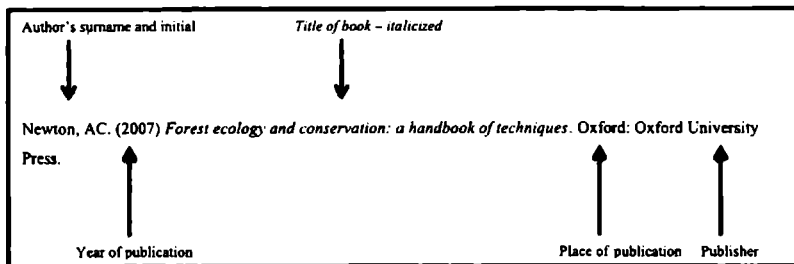 Author's surname and initial Title of book – italicized
Newton, AC. (2007) Forest ecology and conservation: a handbook of techniques. Oxford: Oxford University
Press.
Year of publication Place of publication Publisher